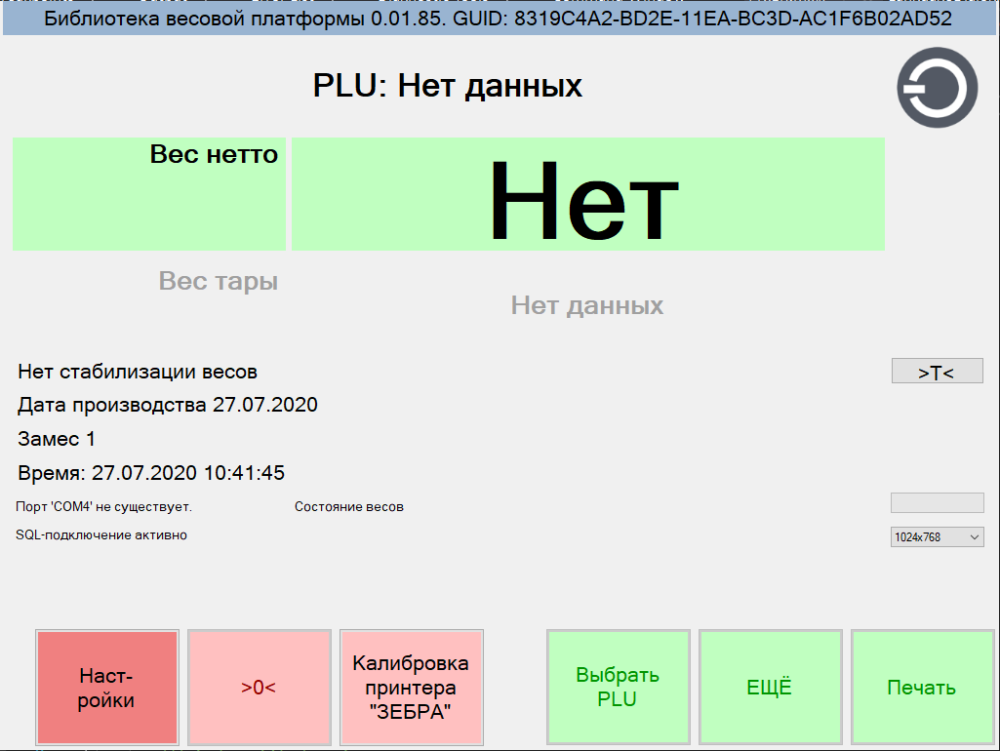 Библиотека весовой платформы 0.01.85. GUID: 8319C4A2-BD2E-11EA-BC3D-AC1F6B02AD52
PLU: Нет данных
Вес нетто
Нет
Вес тары
Нет данных
Нет стабилизации весов
>T<
Дата производства 27.07.2020
Замес 1
Время: 27.07.2020 10:41:45
Порт 'COM4' не существует.
Состояние весов
SQL-подключение активно
1024x768
Наст-
ройки
>0<
Калибровка
принтера
"ЗЕБРА"
Выбрать
PLU
ЕЩЁ
Печать